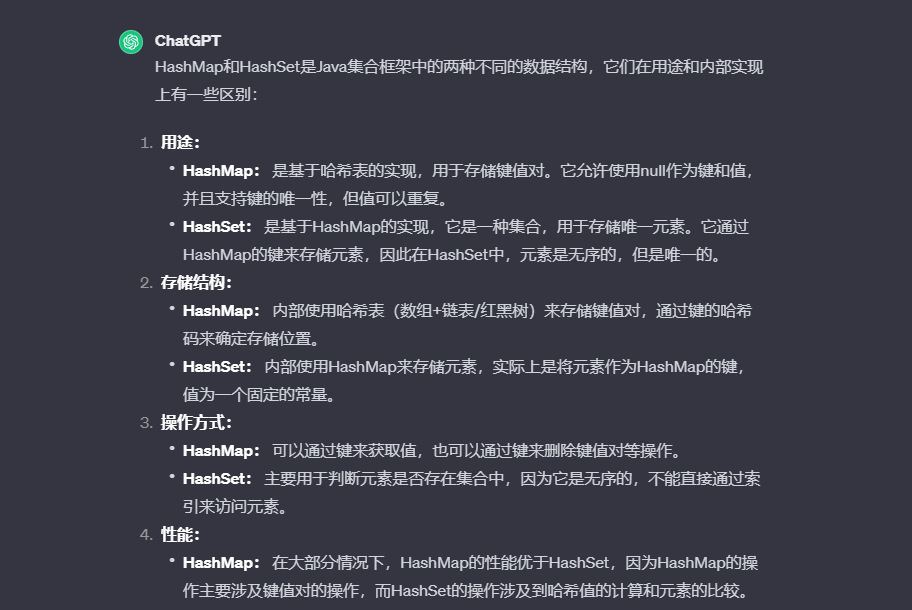 ChatGPT
HashMap和HashSet是Java集合框架中的两种不同的数据结构，它们在用途和内部实现
上有一些区别：
1. 用途：
• HashMap： 是基于哈希表的实现，用于存储键值对。它允许使用null作为键和值，
并且支持键的唯一性，但值可以重复。
• HashSet： 是基于HashMap的实现，它是一种集合，用于存储唯一元素。它通过
HashMap的键来存储元素，因此在HashSet中，元素是无序的，但是唯一的。
2. 存储结构：
• HashMap： 内部使用哈希表（数组+链表/红黑树）来存储键值对，通过键的哈希
码来确定存储位置。
• HashSet： 内部使用HashMap来存储元素，实际上是将元素作为HashMap的键，
值为一个固定的常量。
3. 操作方式：
• HashMap： 可以通过键来获取值，也可以通过键来删除键值对等操作。
• HashSet： 主要用于判断元素是否存在集合中，因为它是无序的，不能直接通过索
引来访问元素。
4. 性能：
• HashMap： 在大部分情况下，HashMap的性能优于HashSet，因为HashMap的操
作主要涉及键值对的操作，而HashSet的操作涉及到哈希值的计算和元素的比较。